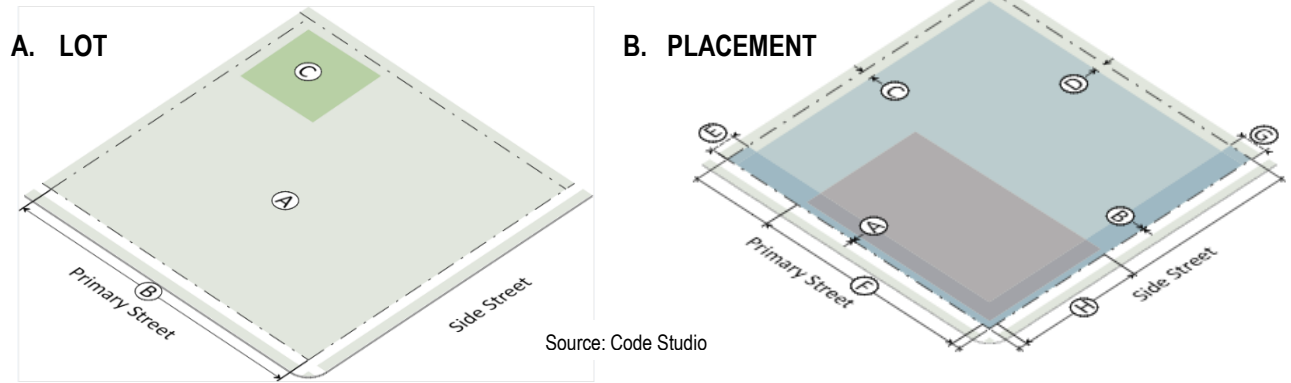 A. LOT
C
A
B
Primary Street
Side Street
B. PLACEMENT
C
D
E
G
A
B
F
H
Primary Street
Side Street
Source: Code Studio